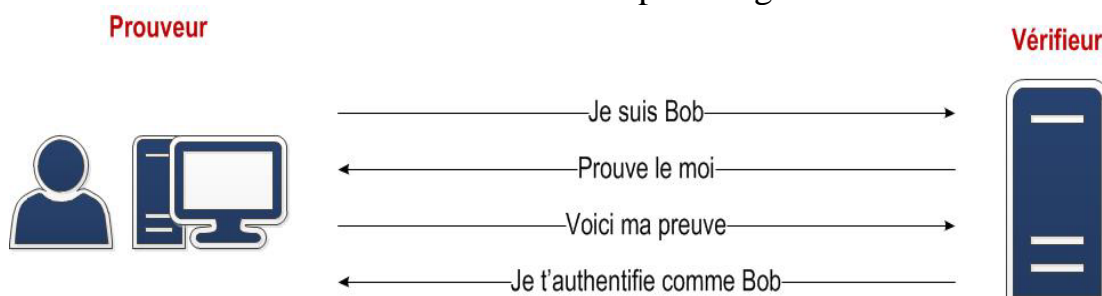 Prouveur
Vérifieur
Je suis Bob
Prouve le moi
Voici ma preuve
Je t'authentifie comme Bob